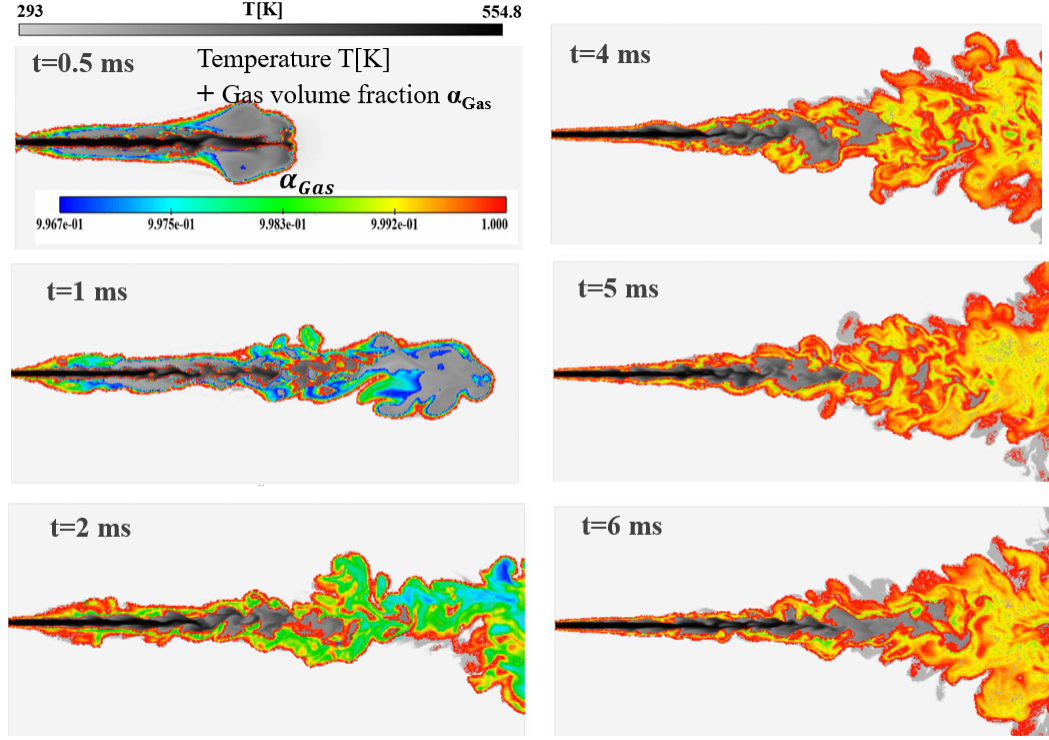 293 T[K] 554.8
t=0.5 ms
Temperature T[K]
+ Gas volume fraction αGas
αGas
9.967e-01 9.975e-01 9.983e-01 9.992e-01 1.000
t=1 ms
t=2 ms
t=4 ms
t=5 ms
t=6 ms